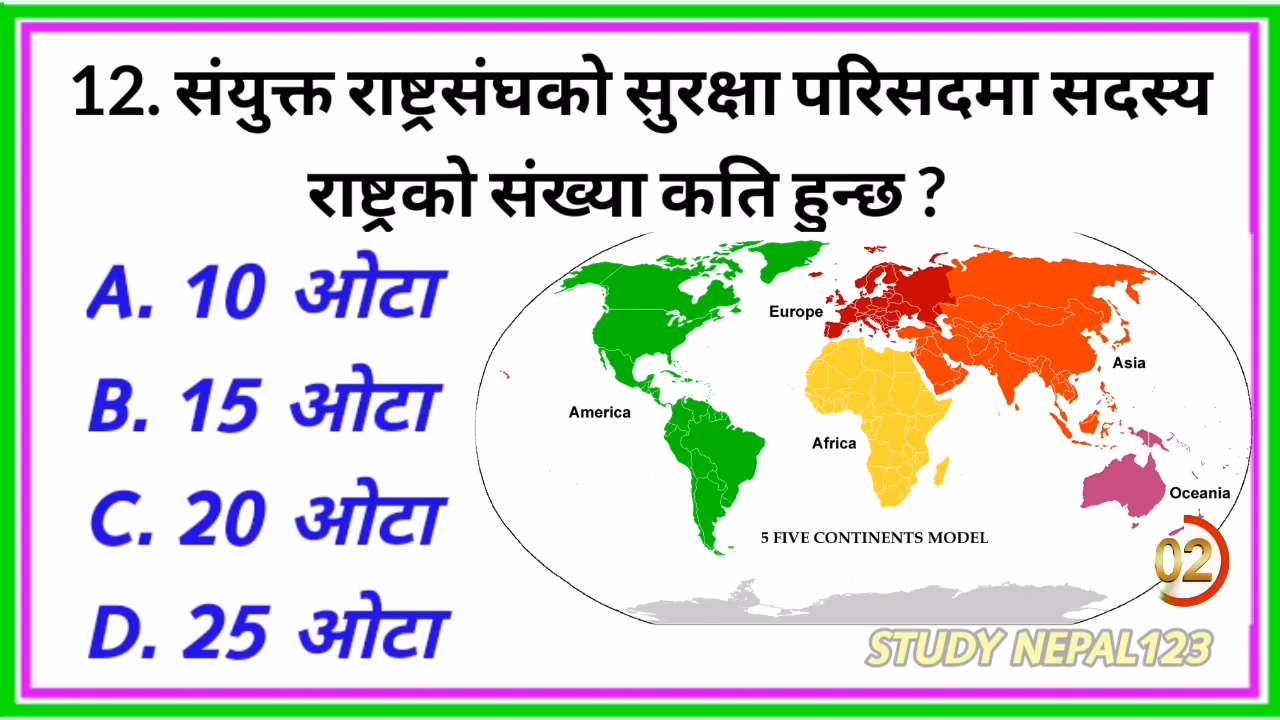 12. संयुक्त राष्ट्रसंघको सुरक्षा परिसदमा सदस्य
राष्ट्रको संख्या कति हुन्छ ?
A. 10 ओटा
B. 15 ओटा
C. 20 ओटा
D. 25 ओटा
Europe
Asia
America
Africa
Oceania
5 FIVE CONTINENTS MODEL
02
STUDY NEPAL123